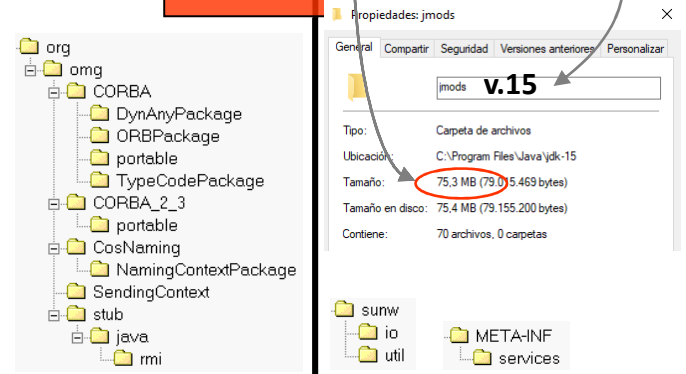 org
omg
CORBA
DynAnyPackage
ORBPackage
portable
TypeCodePackage
CORBA_2_3
portable
CosNaming
NamingContextPackage
SendingContext
stub
java
rmi
Propiedades: jmods
General Compartir Seguridad Versiones anteriores Personalizar
jmods v.15
Tipo: Carpeta de archivos
Ubicación: C:\Program Files\Java\jdk-15
Tamaño: 75,3 MB (79.015.469 bytes)
Tamaño en disco: 75,4 MB (79.155.200 bytes)
Contiene: 70 archivos, 0 carpetas
sunw
io
util
META-INF
services